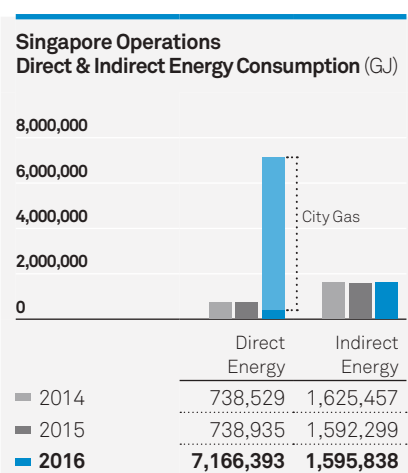 Singapore Operations
Direct & Indirect Energy Consumption (GJ)
8,000,000
6,000,000
4,000,000
City Gas
2,000,000
0
Direct Indirect
Energy Energy
2014 738,529 1,625,457
2015 738,935 1,592,299
2016 7,166,393 1,595,838